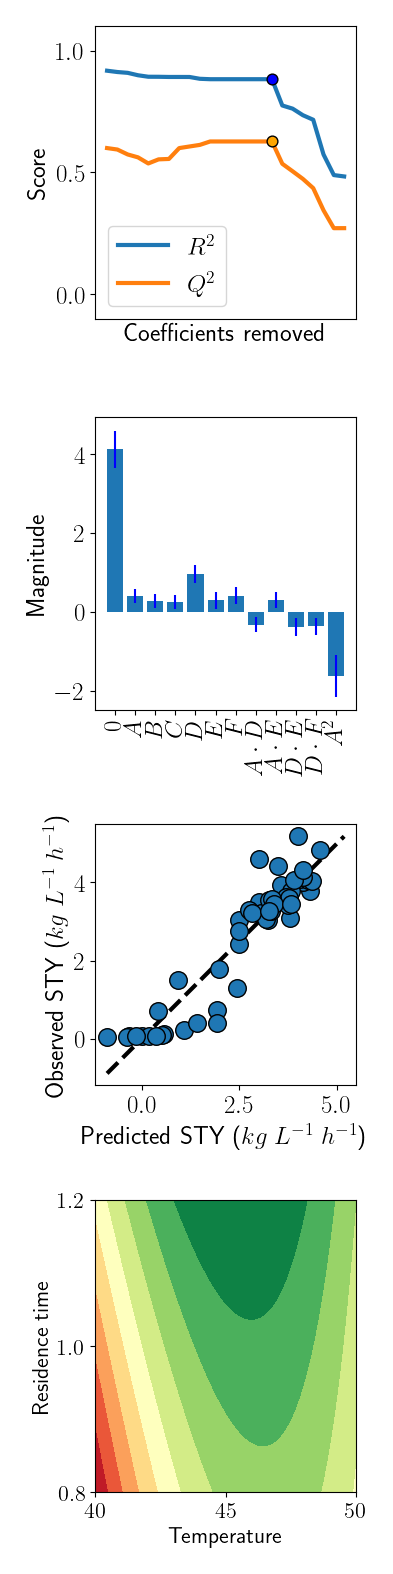 1.0
0.5
0.0
Score
R²
Q²
Coefficients removed
4
2
0
−2
Magnitude
0
A
B
C
D
E
F
A · D
A · E
D · E
D · F
A²
4
2
0
Observed STY (kg L⁻¹ h⁻¹)
0.0 2.5 5.0
Predicted STY (kg L⁻¹ h⁻¹)
1.2
1.0
0.8
Residence time
40 45 50
Temperature